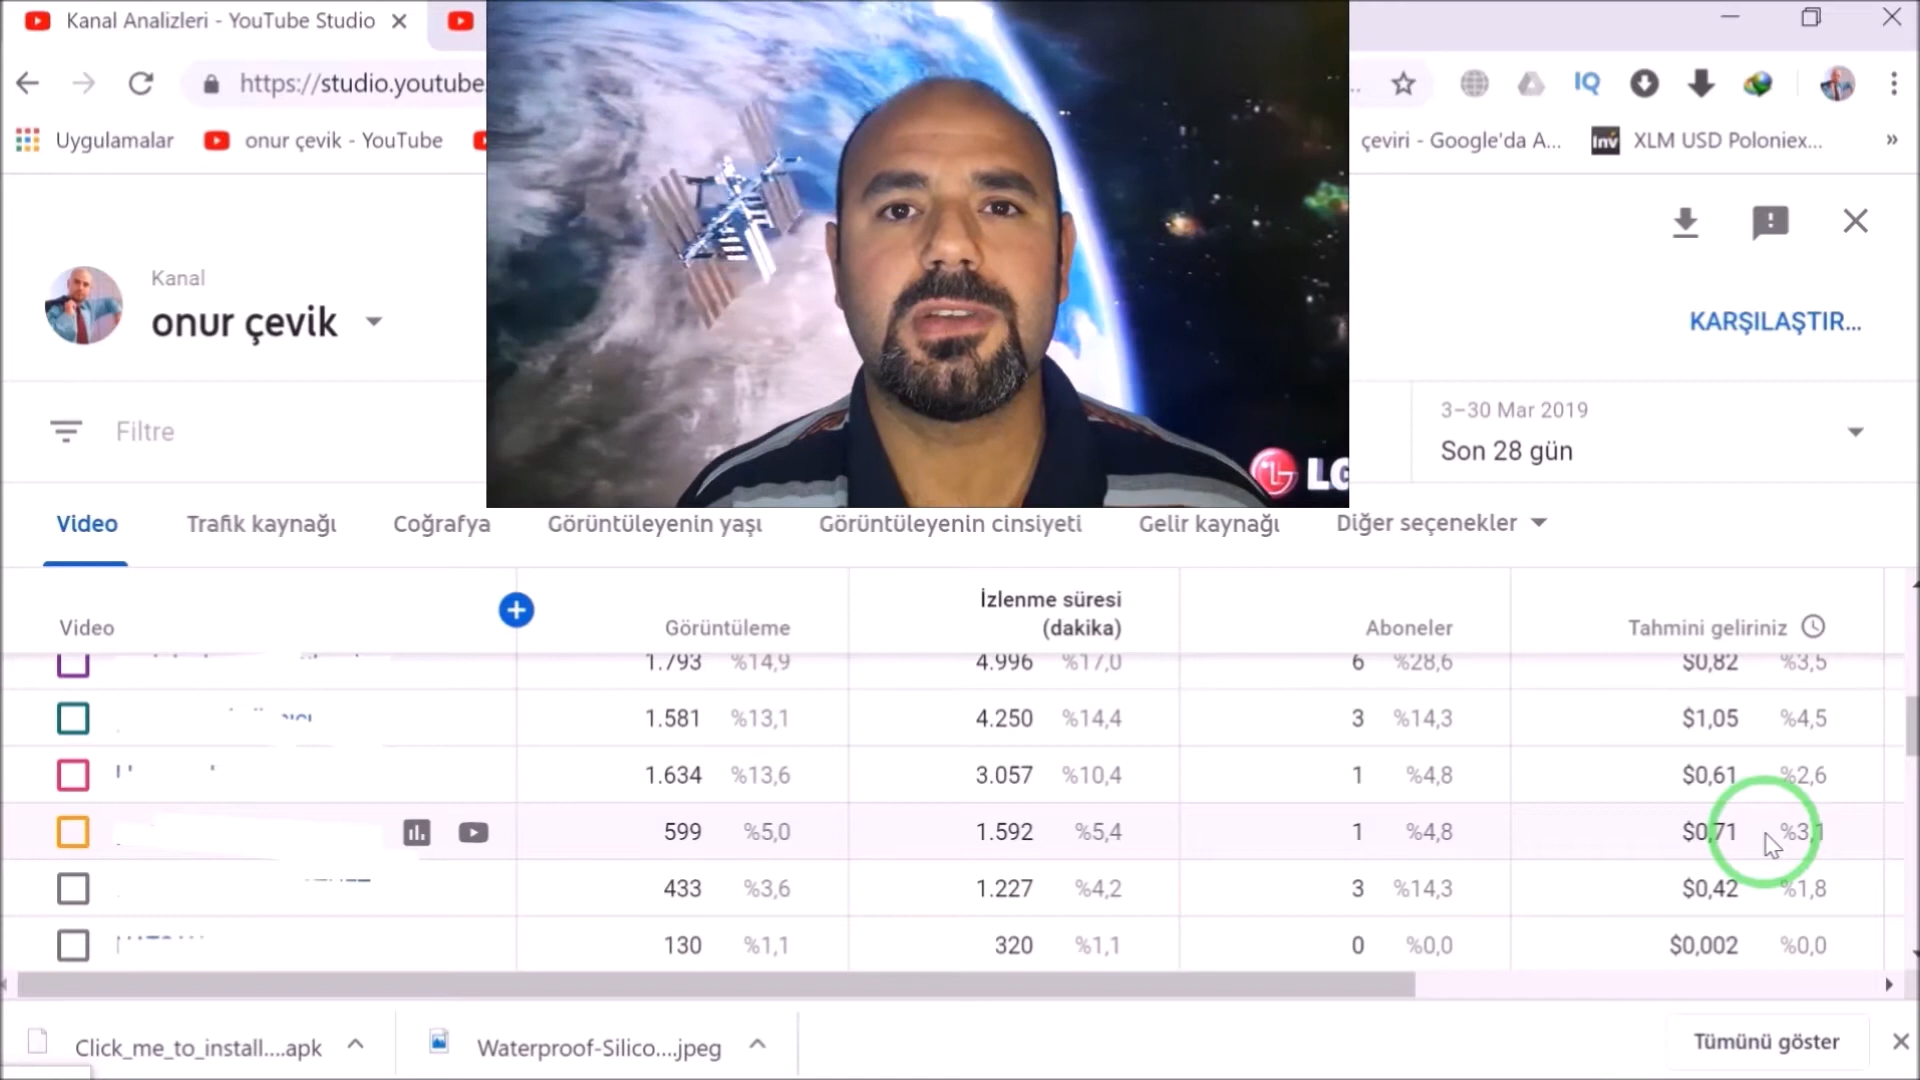 Kanal Analizleri - YouTube Studio
https://studio.youtube
Uygulamalar
onur çevik - YouTube
çeviri - Google'da A...
Inv
XLM USD Poloniex...
»
IQ
Kanal
onur çevik
KARŞILAŞTIR...
LG
Filtre
3–30 Mar 2019
Son 28 gün
Video
Trafik kaynağı
Coğrafya
Görüntüleyenin yaşı
Görüntüleyenin cinsiyeti
Gelir kaynağı
Diğer seçenekler
Video
Görüntüleme
İzlenme süresi
(dakika)
Aboneler
Tahmini geliriniz
1.793 %14,9 4.996 %17,0 6 %28,6 $0,82 %3,5
1.581 %13,1 4.250 %14,4 3 %14,3 $1,05 %4,5
1.634 %13,6 3.057 %10,4 1 %4,8 $0,61 %2,6
599 %5,0 1.592 %5,4 1 %4,8 $0,71 %3,1
433 %3,6 1.227 %4,2 3 %14,3 $0,42 %1,8
130 %1,1 320 %1,1 0 %0,0 $0,002 %0,0
Click_me_to_install....apk
Waterproof-Silico....jpeg
Tümünü göster